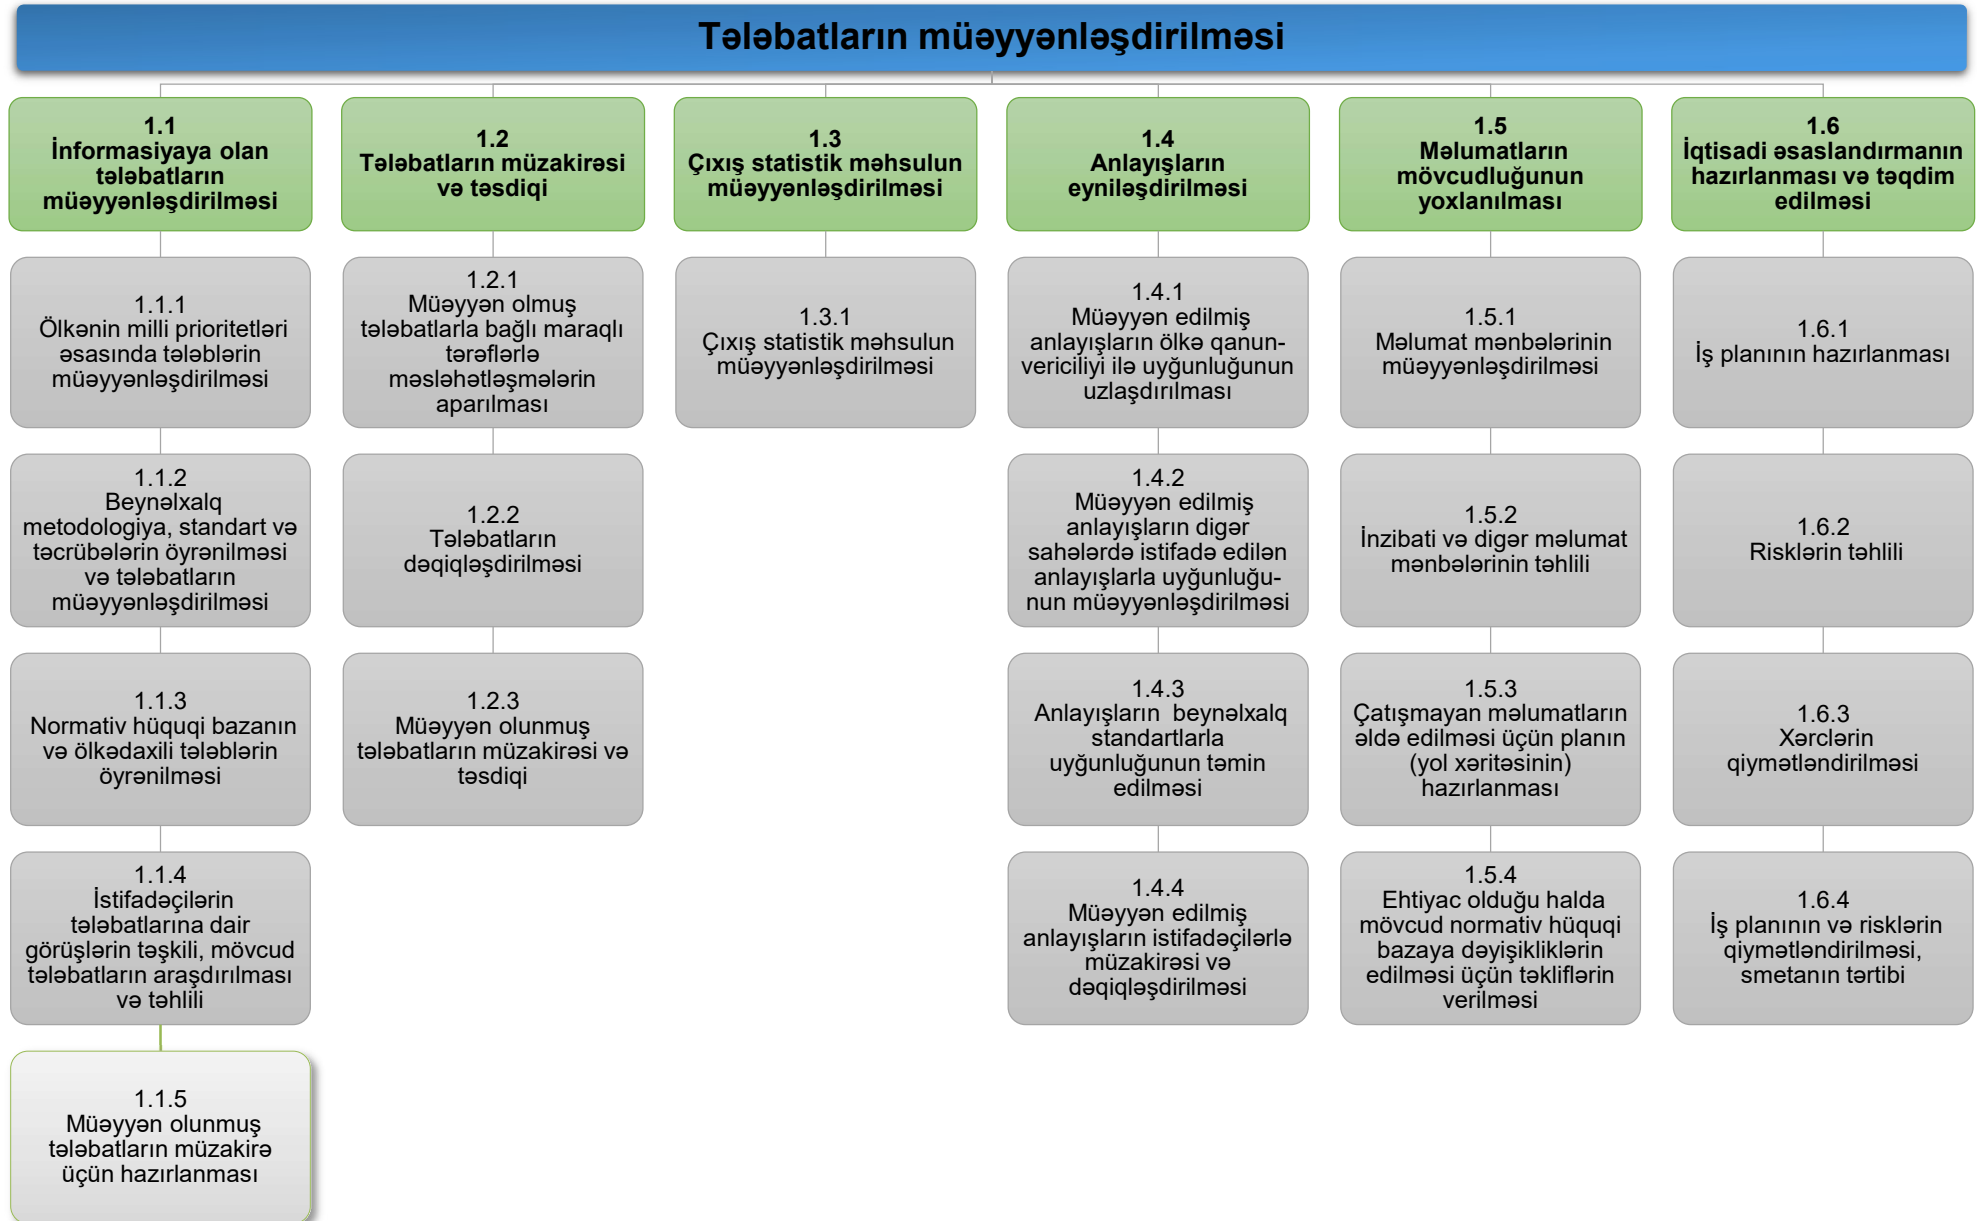 Tələbatların müəyyənləşdirilməsi
1.1
İnformasiyaya olan
tələbatların
müəyyənləşdirilməsi
1.1.1
Ölkənin milli prioritetləri
əsasında tələblərin
müəyyənləşdirilməsi
1.1.2
Beynəlxalq
metodologiya, standart və
təcrübələrin öyrənilməsi
və tələbatların
müəyyənləşdirilməsi
1.1.3
Normativ hüquqi bazanın
və ölkədaxili tələblərin
öyrənilməsi
1.1.4
İstifadəçilərin
tələbatlarına dair
görüşlərin təşkili, mövcud
tələbatların araşdırılması
və təhlili
1.1.5
Müəyyən olunmuş
tələbatların müzakirə
üçün hazırlanması
1.2
Tələbatların müzakirəsi
və təsdiqi
1.2.1
Müəyyən olmuş
tələbatlarla bağlı maraqlı
tərəflərlə
məsləhətləşmələrin
aparılması
1.2.2
Tələbatların
dəqiqləşdirilməsi
1.2.3
Müəyyən olunmuş
tələbatların müzakirəsi və
təsdiqi
1.3
Çıxış statistik məhsulun
müəyyənləşdirilməsi
1.3.1
Çıxış statistik məhsulun
müəyyənləşdirilməsi
1.4
Anlayışların
eyniləşdirilməsi
1.4.1
Müəyyən edilmiş
anlayışların ölkə qanun-
vericiliyi ilə uyğunluğunun
uzlaşdırılması
1.4.2
Müəyyən edilmiş
anlayışların digər
sahələrdə istifadə edilən
anlayışlarla uyğunluğu-
nun müəyyənləşdirilməsi
1.4.3
Anlayışların  beynəlxalq
standartlarla
uyğunluğunun təmin
edilməsi
1.4.4
Müəyyən edilmiş
anlayışların istifadəçilərlə
müzakirəsi və
dəqiqləşdirilməsi
1.5
Məlumatların
mövcudluğunun
yoxlanılması
1.5.1
Məlumat mənbələrinin
müəyyənləşdirilməsi
1.5.2
İnzibati və digər məlumat
mənbələrinin təhlili
1.5.3
Çatışmayan məlumatların
əldə edilməsi üçün planın
(yol xəritəsinin)
hazırlanması
1.5.4
Ehtiyac olduğu halda
mövcud normativ hüquqi
bazaya dəyişikliklərin
edilməsi üçün təkliflərin
verilməsi
1.6
İqtisadi əsaslandırmanın
hazırlanması və təqdim
edilməsi
1.6.1
İş planının hazırlanması
1.6.2
Risklərin təhlili
1.6.3
Xərclərin
qiymətləndirilməsi
1.6.4
İş planının və risklərin
qiymətləndirilməsi,
smetanın tərtibi